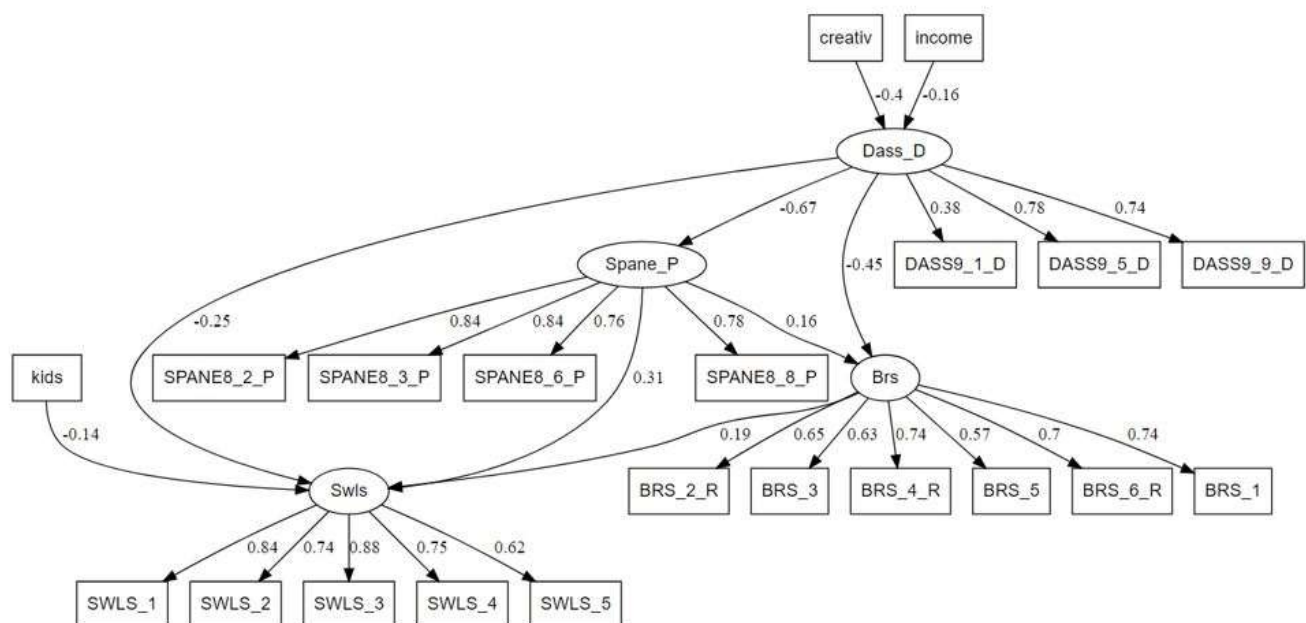 creativ income
-0.4 -0.16
Dass_D
-0.67 0.38 0.78 0.74
Spane_P DASS9_1_D DASS9_5_D DASS9_9_D
-0.45
-0.25 0.84 0.84 0.76 0.78 0.16
kids SPANE8_2_P SPANE8_3_P SPANE8_6_P 0.31 SPANE8_8_P Brs
-0.14 0.19 0.65 0.63 0.74 0.57 0.7 0.74
Swls BRS_2_R BRS_3 BRS_4_R BRS_5 BRS_6_R BRS_1
0.84 0.74 0.88 0.75 0.62
SWLS_1 SWLS_2 SWLS_3 SWLS_4 SWLS_5